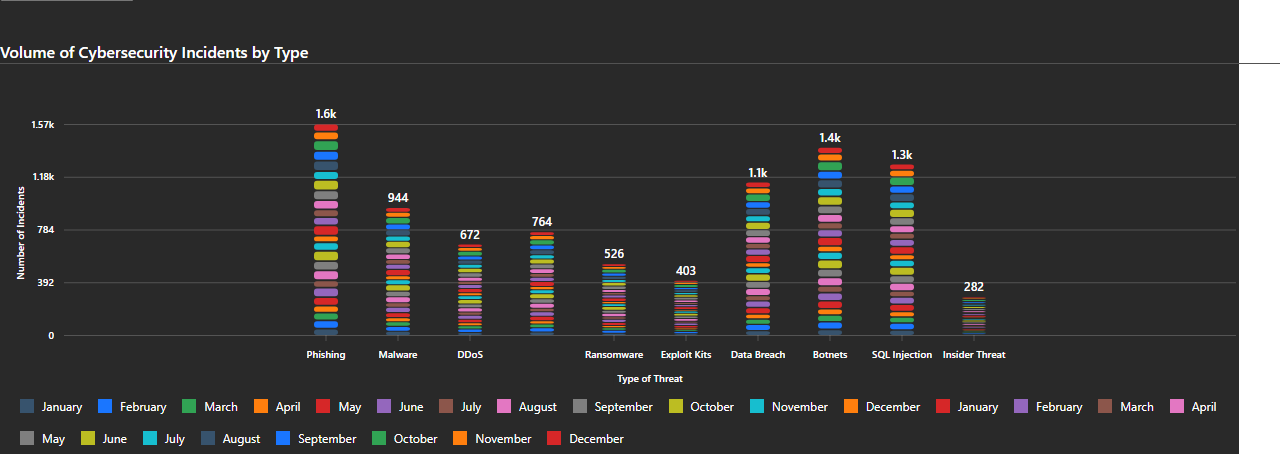 Volume of Cybersecurity Incidents by Type
1.6k
1.57k
1.4k
1.3k
1.18k
1.1k
944
784
764
672
526
403
392
282
0
Number of Incidents
Phishing Malware DDoS Ransomware Exploit Kits Data Breach Botnets SQL Injection Insider Threat
Type of Threat
January February March April May June July August September October November December January February March April
May June July August September October November December